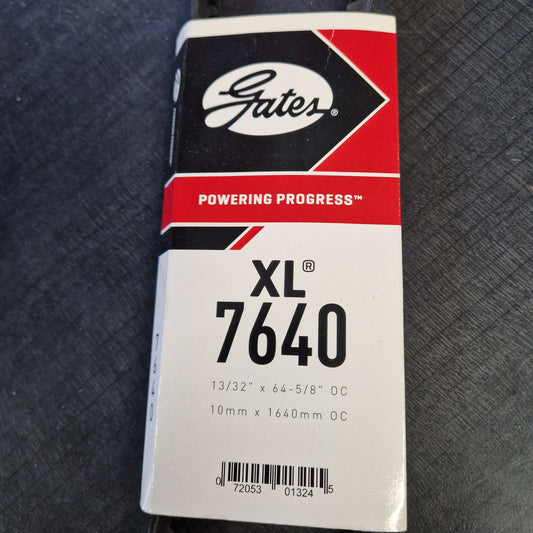 Gates®
POWERING PROGRESS™
XL®
7640
13/32" x 64-5/8" OC
10mm x 1640mm OC
0 72053 01324 5
7640